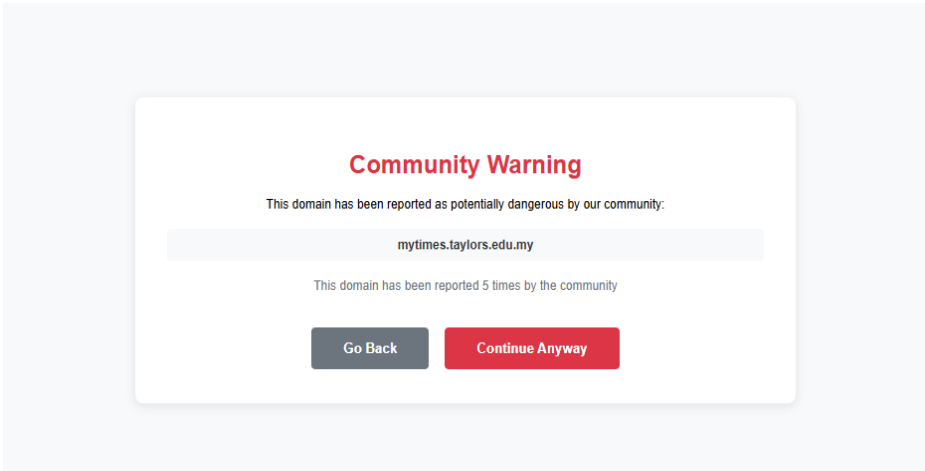 Community Warning
This domain has been reported as potentially dangerous by our community:
mytimes.taylors.edu.my
This domain has been reported 5 times by the community
Go Back
Continue Anyway